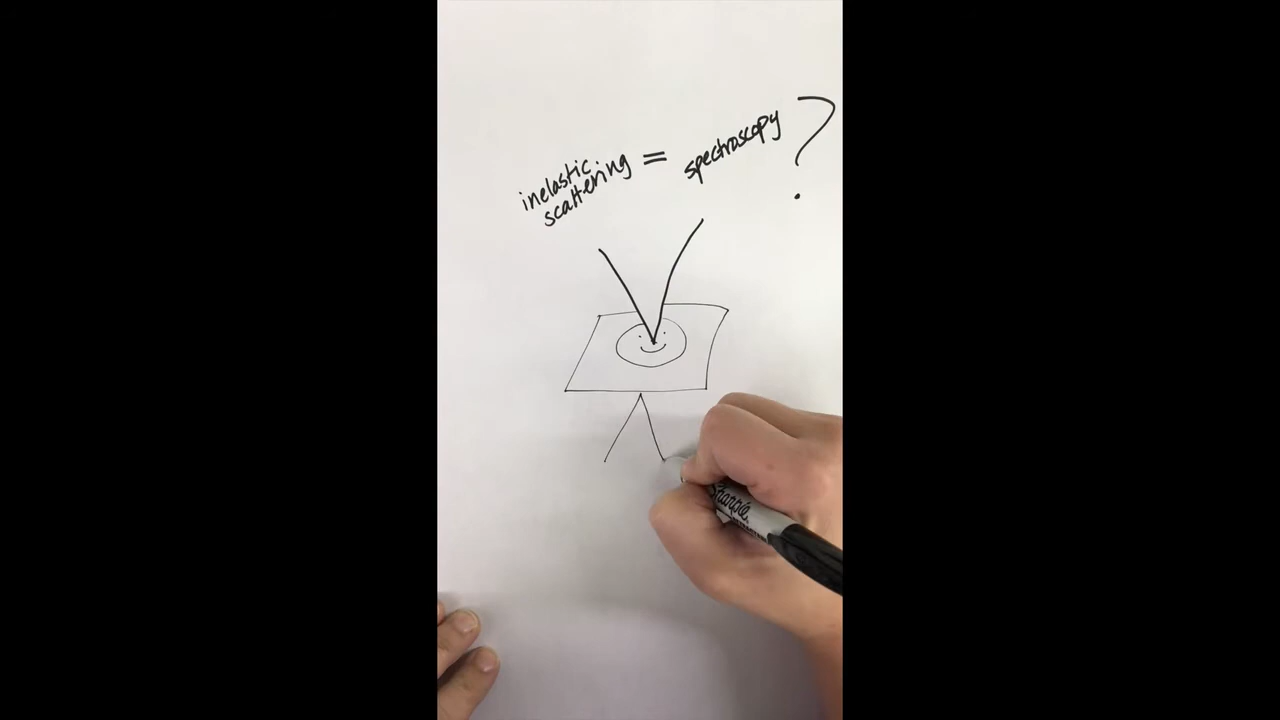 inelastic
scattering = spectroscopy ?
Sharpie